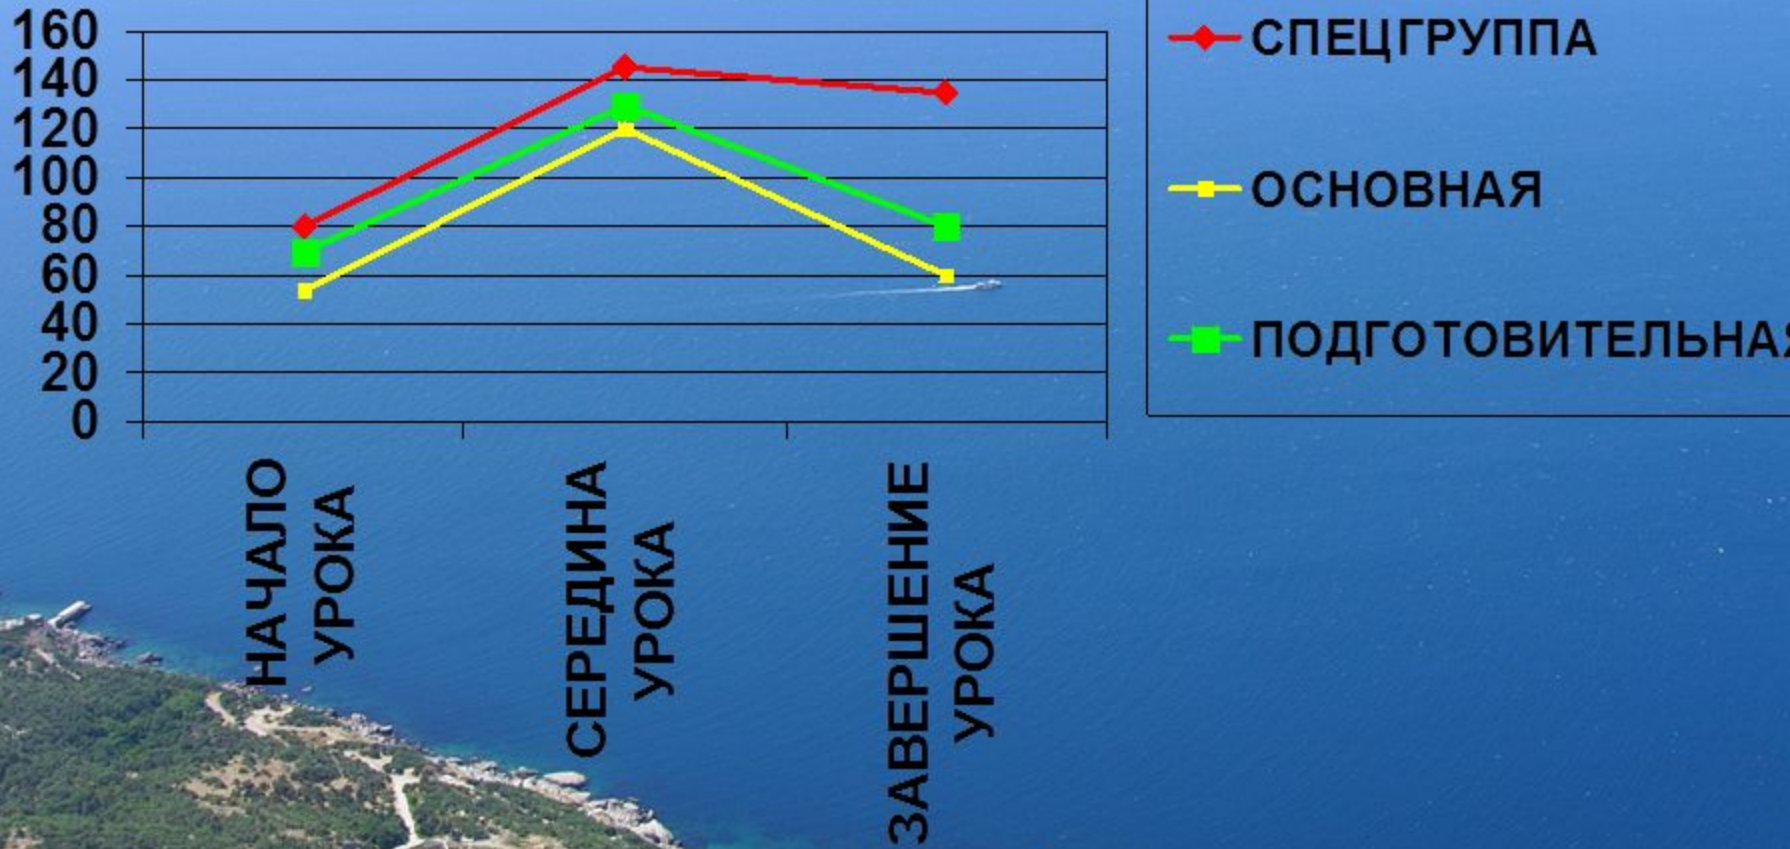 160
140
120
100
80
60
40
20
0
НАЧАЛО
УРОКА
СЕРЕДИНА
УРОКА
ЗАВЕРШЕНИЕ
УРОКА
СПЕЦГРУППА
ОСНОВНАЯ
ПОДГОТОВИТЕЛЬНАЯ